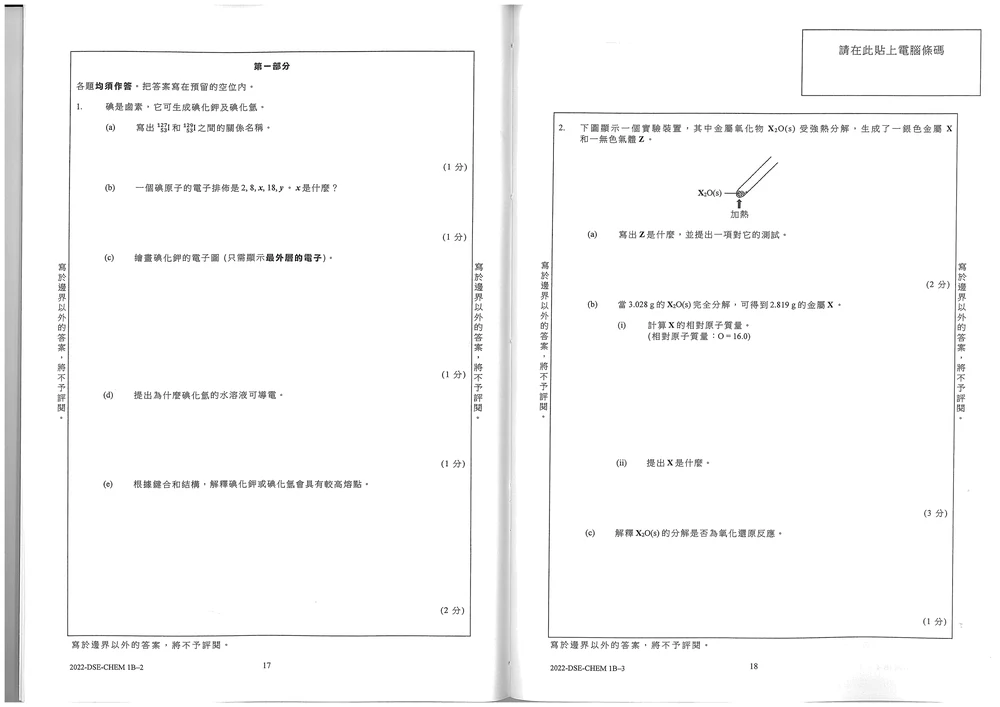 第一部分
各題均須作答。把答案寫在預留的空位內。
1. 碘是鹵素，它可生成碘化鉀及碘化氫。
(a) 寫出 ¹²⁷₅₃I 和 ¹²⁹₅₃I 之間的關係名稱。
(1 分)
(b) 一個碘原子的電子排佈是 2, 8, x, 18, y 。 x 是什麼？
(1 分)
(c) 繪畫碘化鉀的電子圖 (只需顯示最外層的電子)。
(1 分)
(d) 提出為什麼碘化氫的水溶液可導電。
(1 分)
(e) 根據鍵合和結構，解釋碘化鉀或碘化氫會具有較高熔點。
(2 分)
寫於邊界以外的答案，將不予評閱。
寫於邊界以外的答案，將不予評閱。
寫於邊界以外的答案，將不予評閱。
2022-DSE-CHEM 1B–2
17
請在此貼上電腦條碼
2. 下圖顯示一個實驗裝置，其中金屬氧化物 X₂O(s) 受強熱分解，生成了一銀色金屬 X
和一無色氣體 Z。
X₂O(s)
加熱
(a) 寫出 Z 是什麼，並提出一項對它的測試。
(2 分)
(b) 當 3.028 g 的 X₂O(s) 完全分解，可得到 2.819 g 的金屬 X 。
(i) 計算 X 的相對原子質量。
(相對原子質量：O = 16.0)
(ii) 提出 X 是什麼。
(3 分)
(c) 解釋 X₂O(s) 的分解是否為氧化還原反應。
(1 分)
寫於邊界以外的答案，將不予評閱。
寫於邊界以外的答案，將不予評閱。
寫於邊界以外的答案，將不予評閱。
2022-DSE-CHEM 1B–3
18